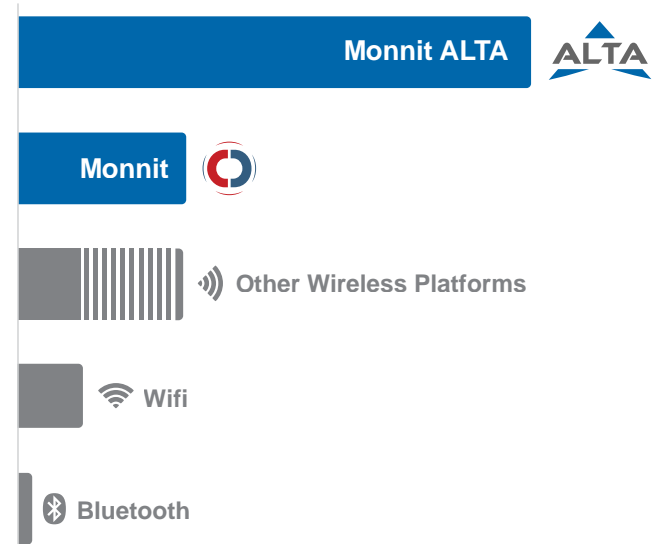 Monnit ALTA
ALTA
Monnit
Other Wireless Platforms
Wifi
Bluetooth